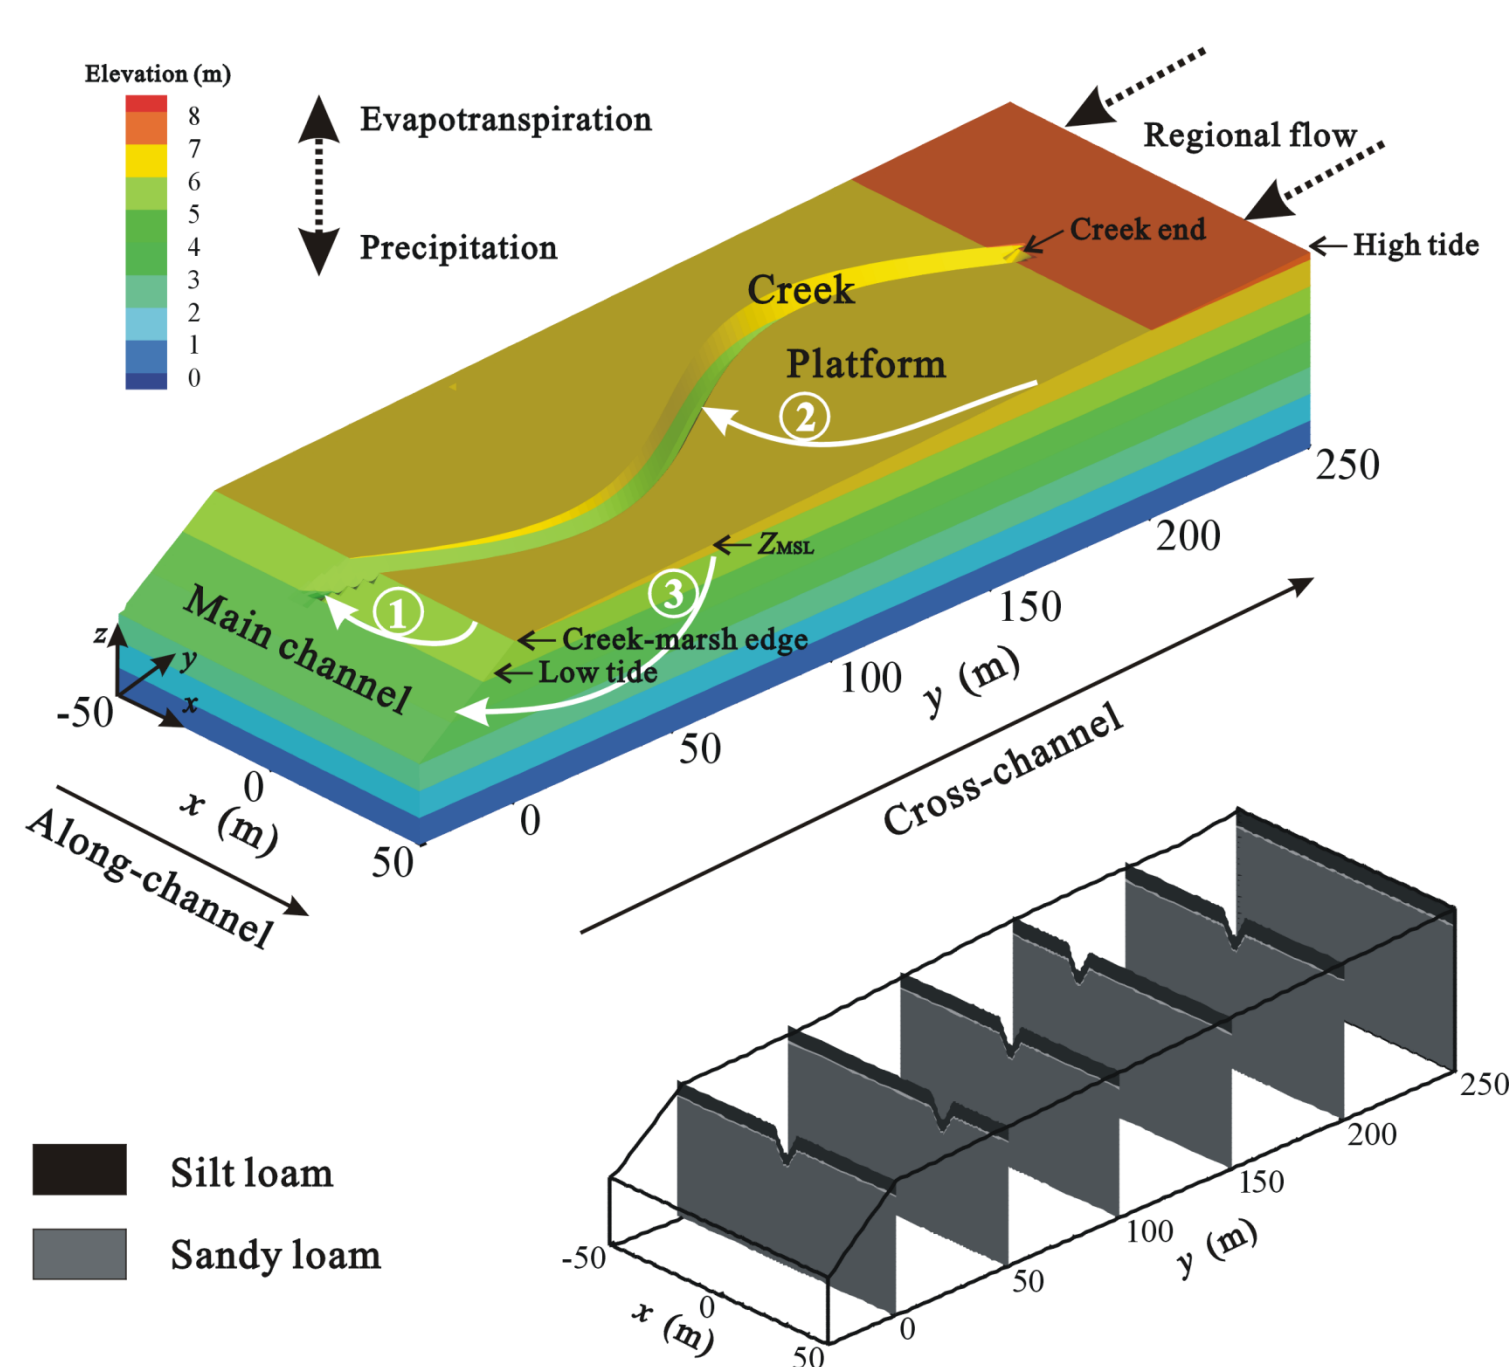 Elevation (m)
8
7
6
5
4
3
2
1
0
Evapotranspiration
Precipitation
Regional flow
Creek end
High tide
Creek
Platform
②
250
200
ZMSL
③
150
①
Main channel
Creek-marsh edge
Low tide
100
y (m)
z
y
x
-50
50
0
x (m)
0
50
Along-channel
Cross-channel
Silt loam
Sandy loam
250
200
150
100
y (m)
50
0
-50
0
x (m)
50